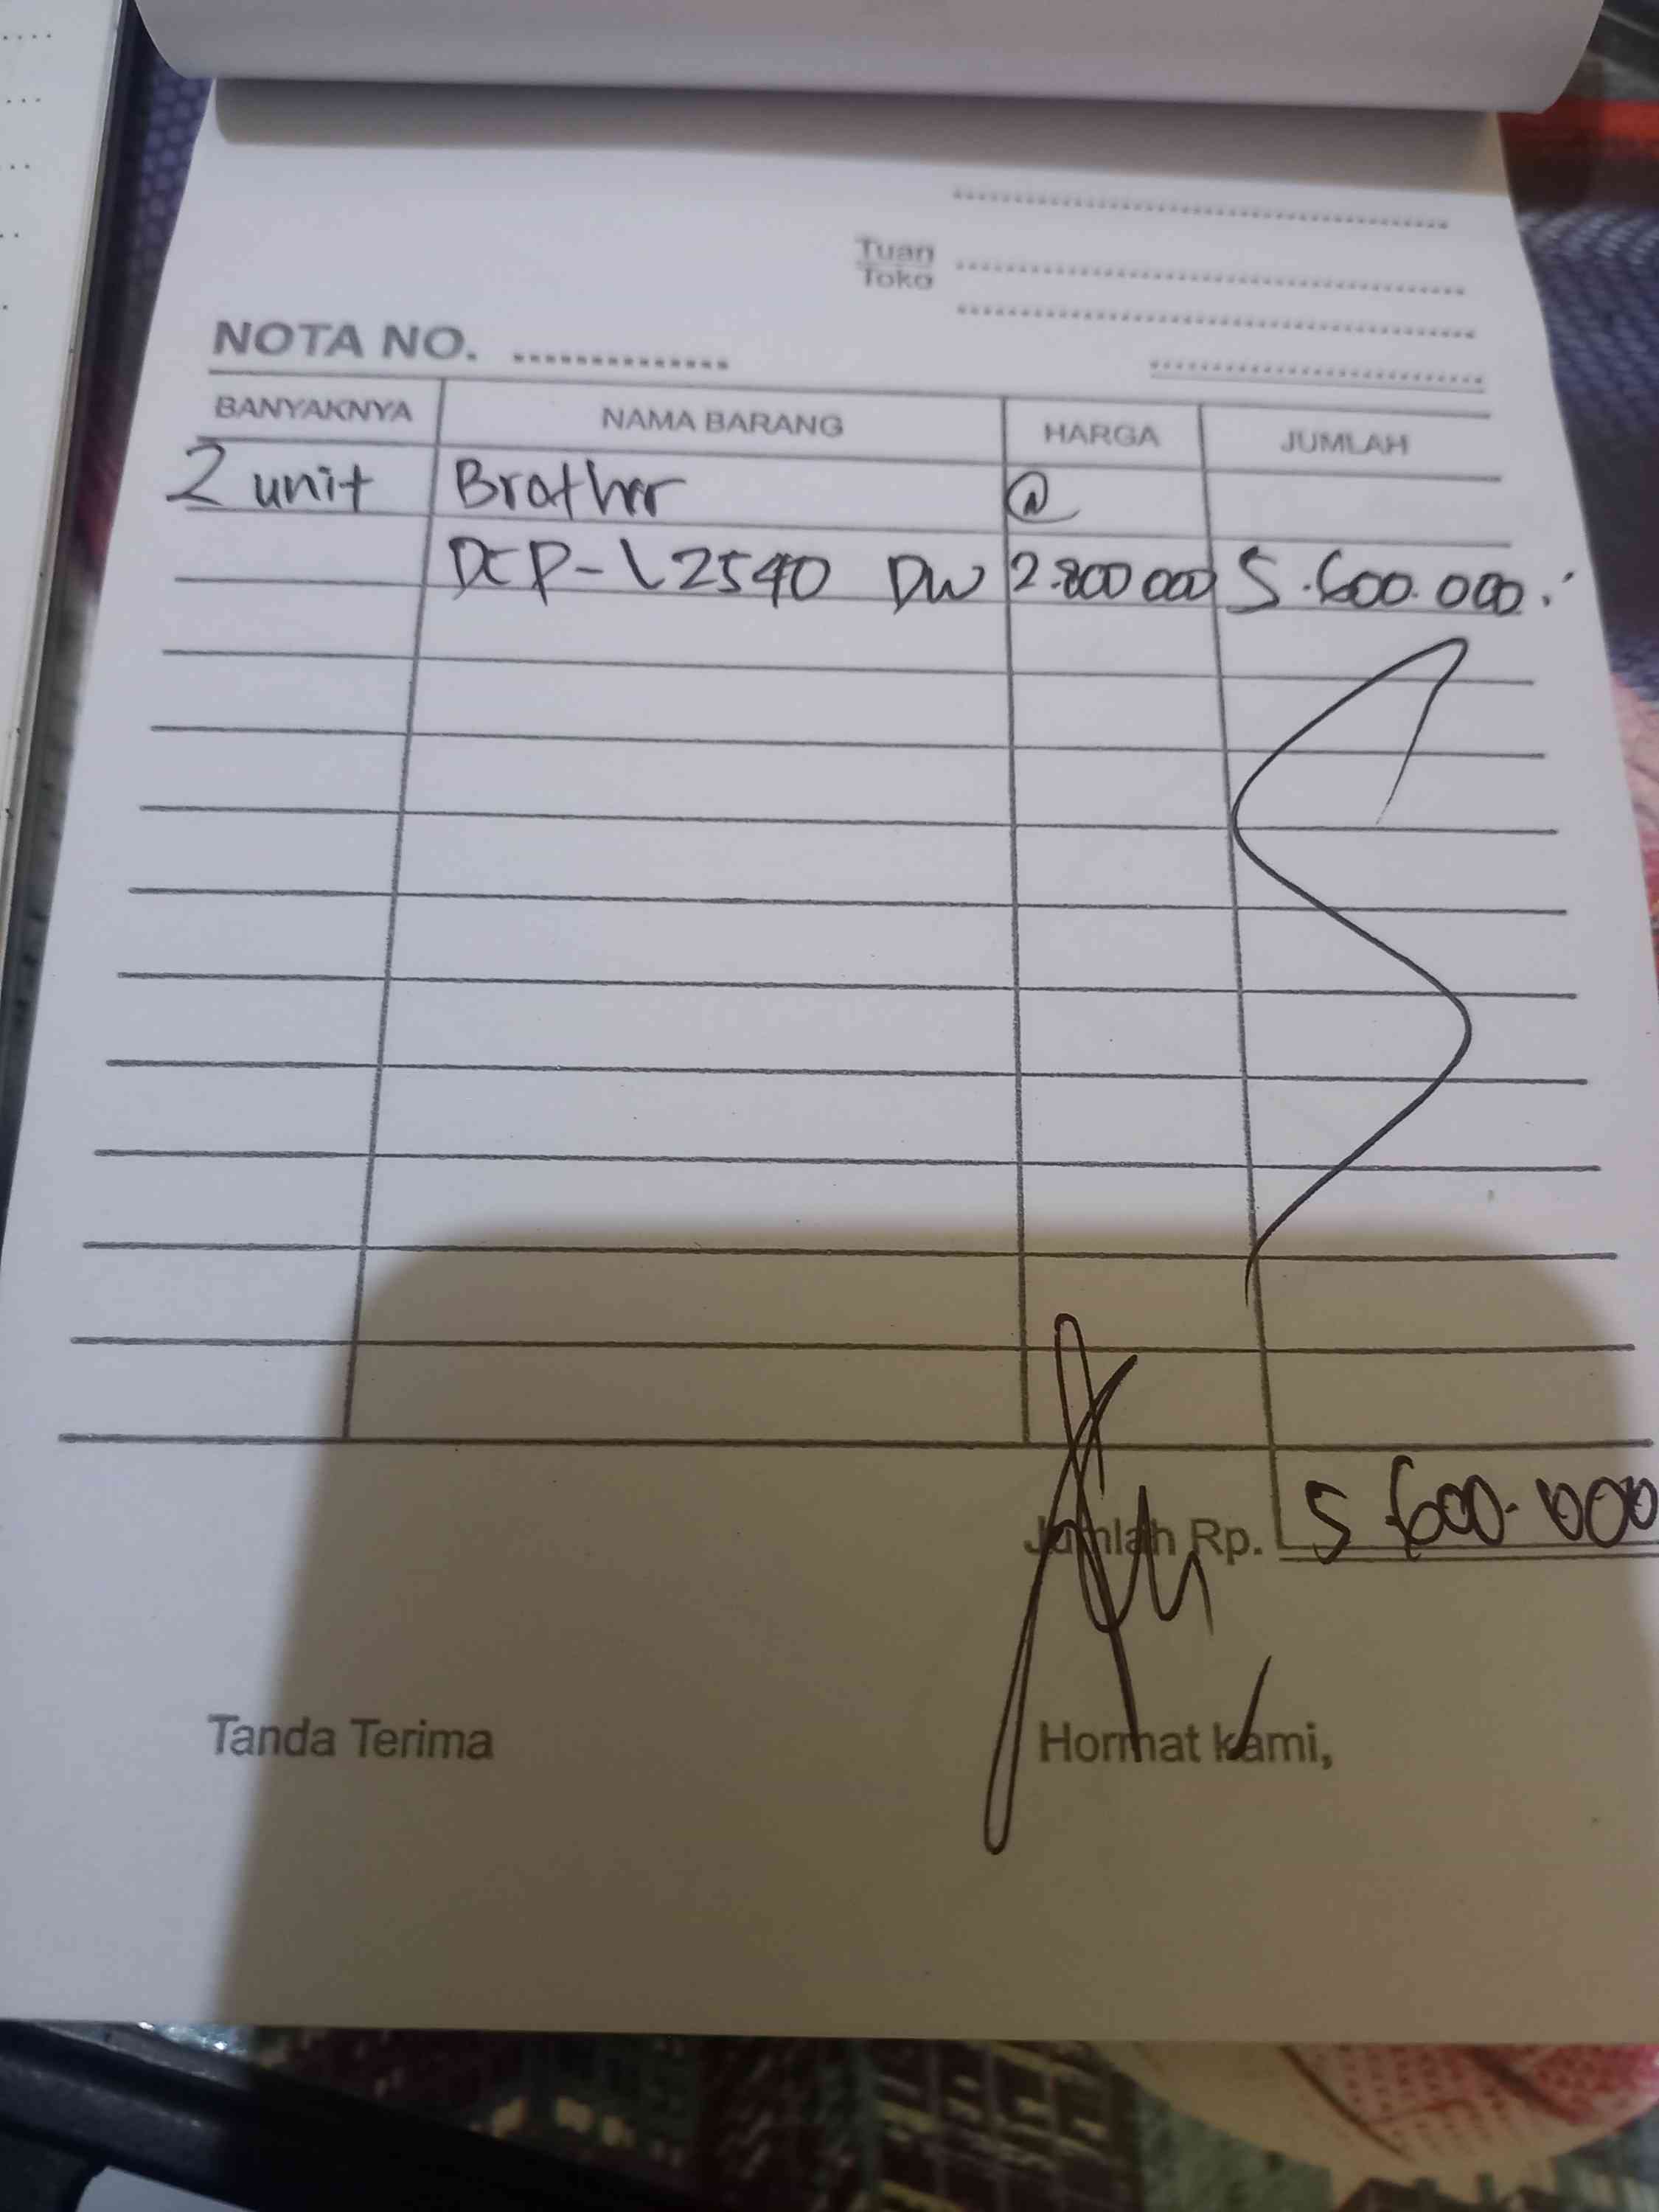 Tuan
Toko
NOTA NO.
BANYAKNYA NAMA BARANG HARGA JUMLAH
2 unit Brother @
DCP-L2540 DW 2.800 000 5.600.000.
Jumlah Rp. 5.600.000
Tanda Terima Hormat kami,